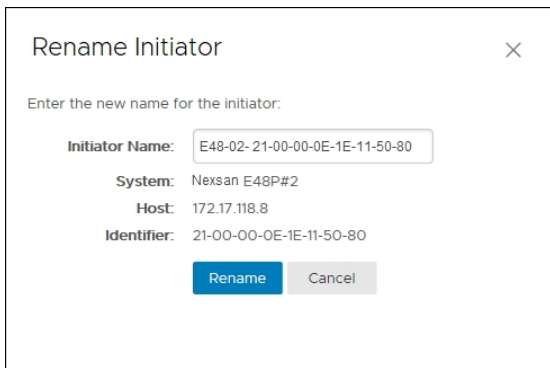 Rename Initiator
Enter the new name for the initiator:
Initiator Name: E48-02- 21-00-00-0E-1E-11-50-80
System: Nexsan E48P#2
Host: 172.17.118.8
Identifier: 21-00-00-0E-1E-11-50-80
Rename Cancel